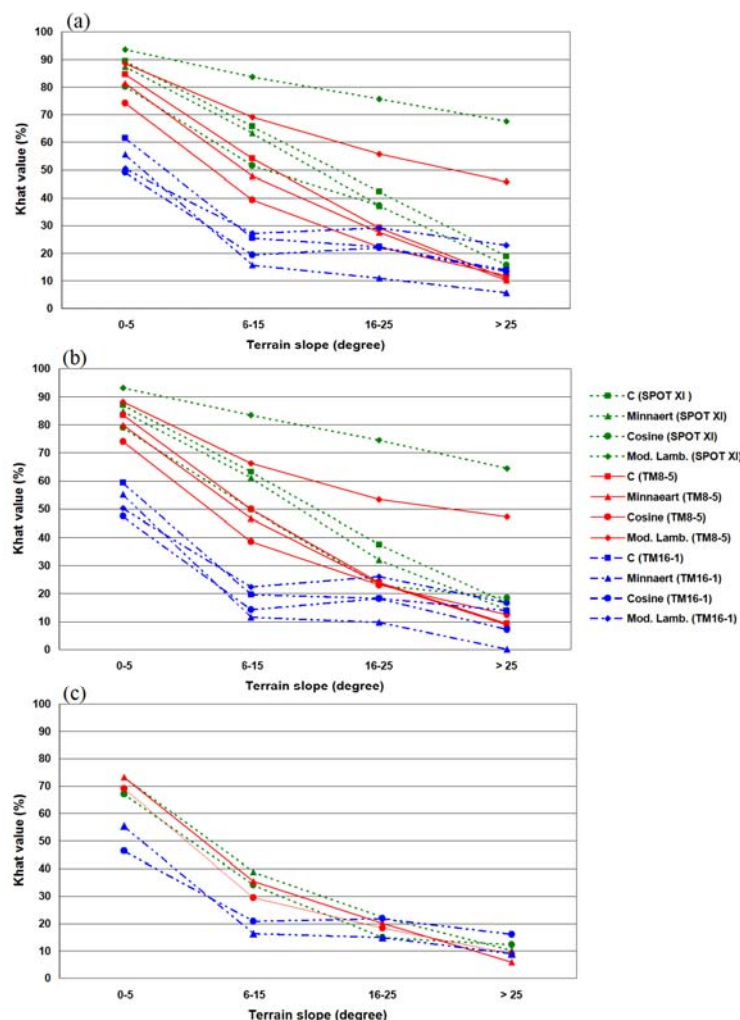 (a)
100
90
80
70
60
50
40
30
20
10
0
Khat value (%)
0-5
6-15
16-25
> 25
Terrain slope (degree)
(b)
100
90
80
70
60
50
40
30
20
10
0
Khat value (%)
0-5
6-15
16-25
> 25
Terrain slope (degree)
C (SPOT XI )
Minnaert (SPOT XI)
Cosine (SPOT XI)
Mod. Lamb. (SPOT XI)
C (TM8-5)
Minnaeart (TM8-5)
Cosine (TM8-5)
Mod. Lamb. (TM8-5)
C (TM16-1)
Minnaert (TM16-1)
Cosine (TM16-1)
Mod. Lamb. (TM16-1)
(c)
100
90
80
70
60
50
40
30
20
10
0
Khat value (%)
0-5
6-15
16-25
> 25
Terrain slope (degree)